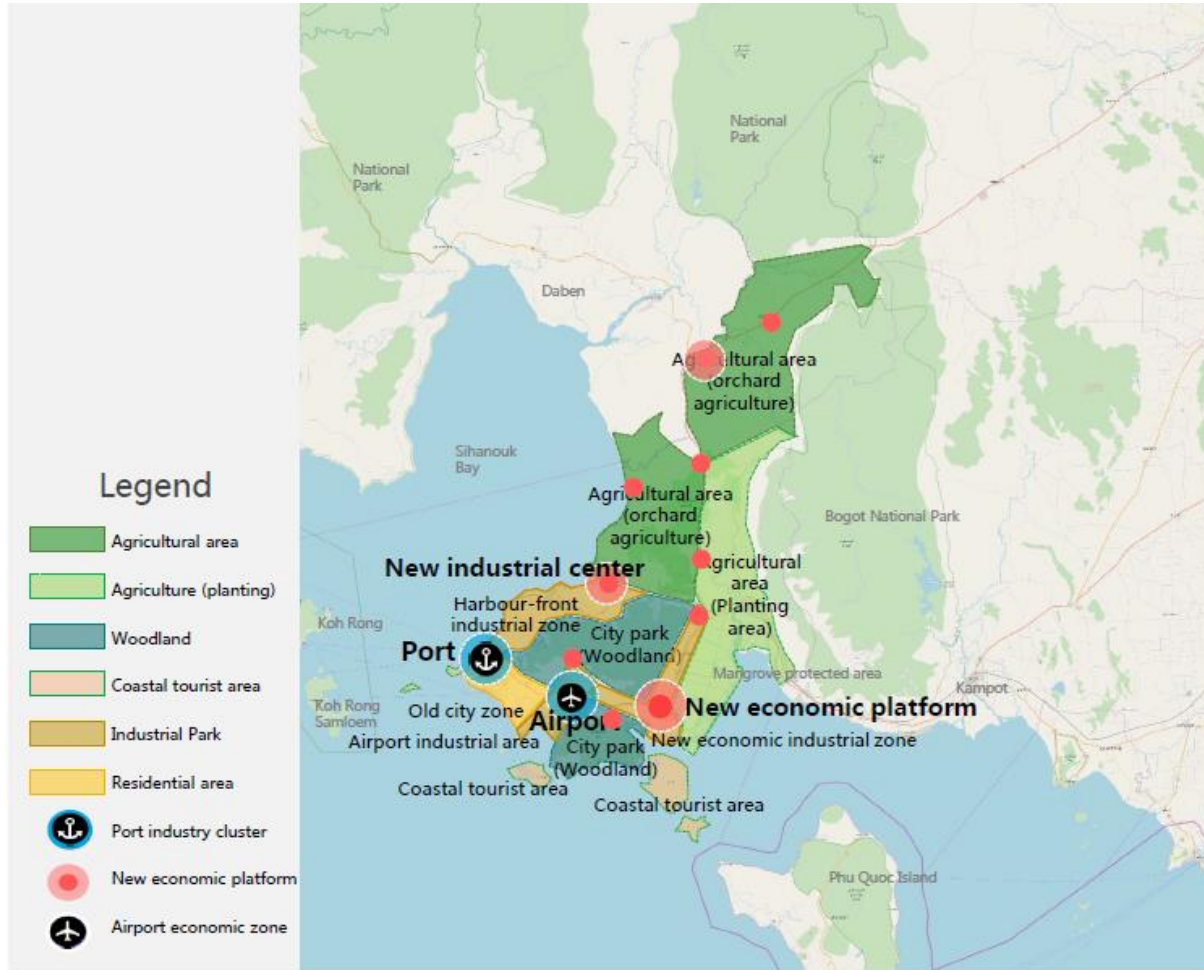 Legend
Agricultural area
Agriculture (planting)
Woodland
Coastal tourist area
Industrial Park
Residential area
Port industry cluster
New economic platform
Airport economic zone
National
Park
National
Park
Daben
Agricultural area
(orchard
agriculture)
Sihanouk
Bay
Agricultural area
(orchard
agriculture)
Bogot National Park
New industrial center
Agricultural
area
(Planting
area)
Harbour-front
industrial zone
Koh Rong
City park
(Woodland)
Port
Mangrove protected area
Kampot
Koh Rong
Samloem
Old city zone
Airport
New economic platform
Airport industrial area
New economic industrial zone
City park
(Woodland)
Coastal tourist area
Coastal tourist area
Phu Quoc Island